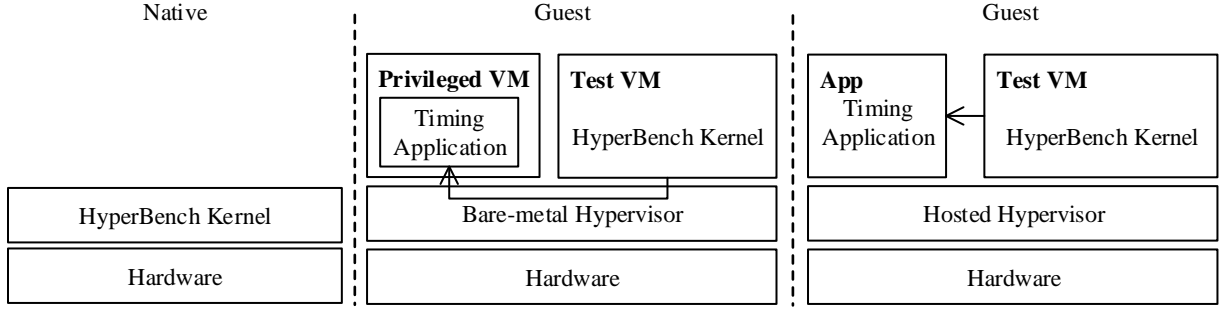 Native
HyperBench Kernel
Hardware
Guest
Privileged VM
Timing
Application
Test VM
HyperBench Kernel
Bare-metal Hypervisor
Hardware
Guest
App
Timing
Application
Test VM
HyperBench Kernel
Hosted Hypervisor
Hardware